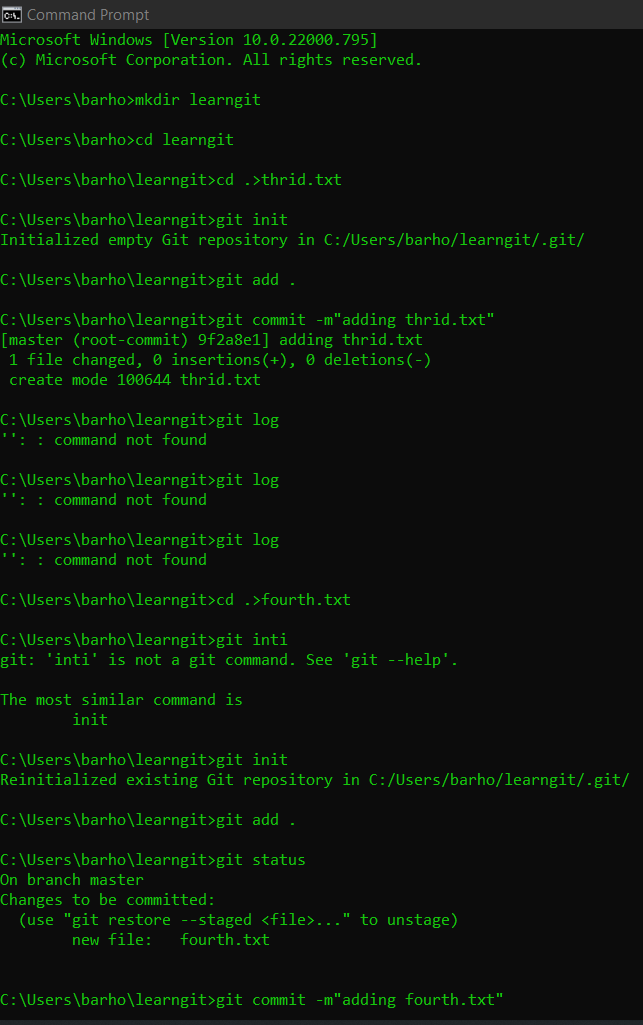 Command Prompt
Microsoft Windows [Version 10.0.22000.795]
(c) Microsoft Corporation. All rights reserved.
C:\Users\barho>mkdir learngit
C:\Users\barho>cd learngit
C:\Users\barho\learngit>cd .>thrid.txt
C:\Users\barho\learngit>git init
Initialized empty Git repository in C:/Users/barho/learngit/.git/
C:\Users\barho\learngit>git add .
C:\Users\barho\learngit>git commit -m"adding thrid.txt"
[master (root-commit) 9f2a8e1] adding thrid.txt
 1 file changed, 0 insertions(+), 0 deletions(-)
 create mode 100644 thrid.txt
C:\Users\barho\learngit>git log
'': : command not found
C:\Users\barho\learngit>git log
'': : command not found
C:\Users\barho\learngit>git log
'': : command not found
C:\Users\barho\learngit>cd .>fourth.txt
C:\Users\barho\learngit>git inti
git: 'inti' is not a git command. See 'git --help'.
The most similar command is
        init
C:\Users\barho\learngit>git init
Reinitialized existing Git repository in C:/Users/barho/learngit/.git/
C:\Users\barho\learngit>git add .
C:\Users\barho\learngit>git status
On branch master
Changes to be committed:
  (use "git restore --staged <file>..." to unstage)
        new file:   fourth.txt
C:\Users\barho\learngit>git commit -m"adding fourth.txt"